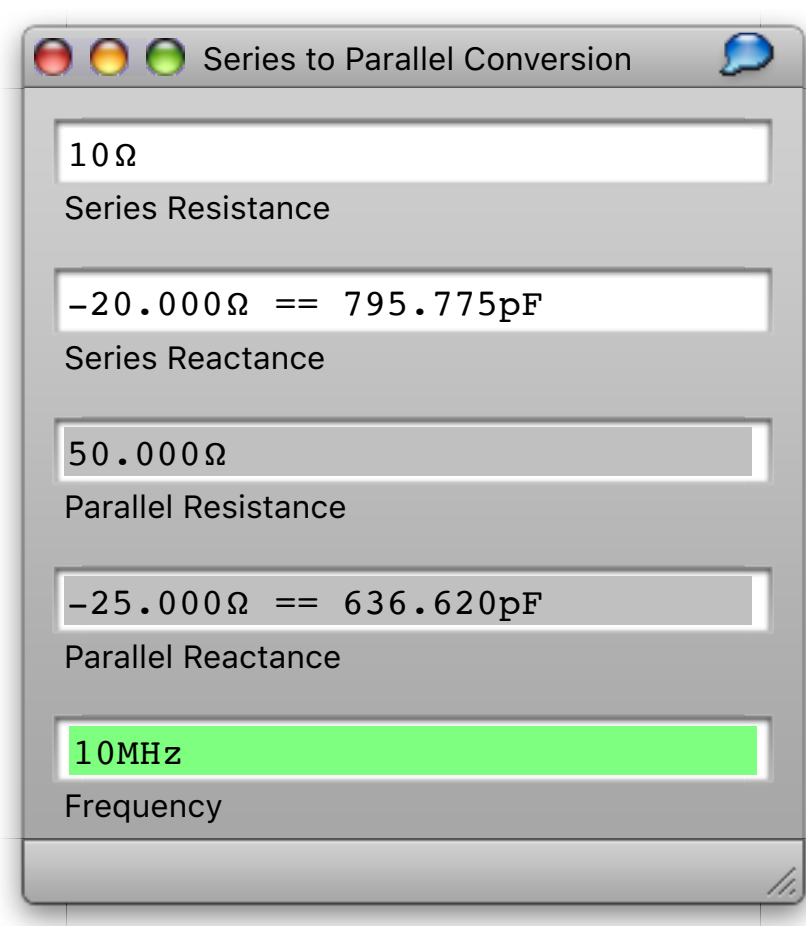 Series to Parallel Conversion
10Ω
Series Resistance
-20.000Ω == 795.775pF
Series Reactance
50.000Ω
Parallel Resistance
-25.000Ω == 636.620pF
Parallel Reactance
10MHz
Frequency